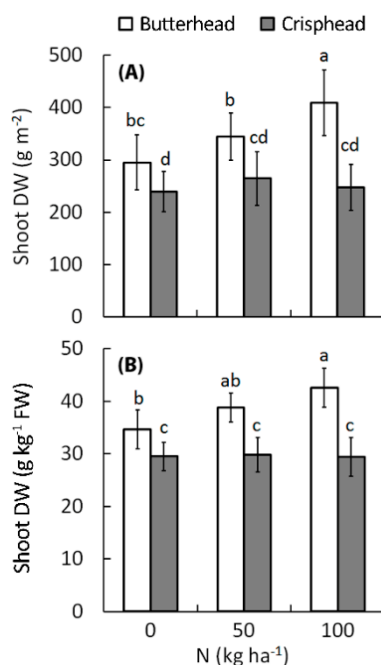 Butterhead Crisphead
(A)
Shoot DW (g m-2)
500
400
300
200
100
0
bc
d
b
cd
a
cd
(B)
Shoot DW (g kg-1 FW)
50
40
30
20
10
0
b
c
ab
c
a
c
0 50 100
N (kg ha-1)